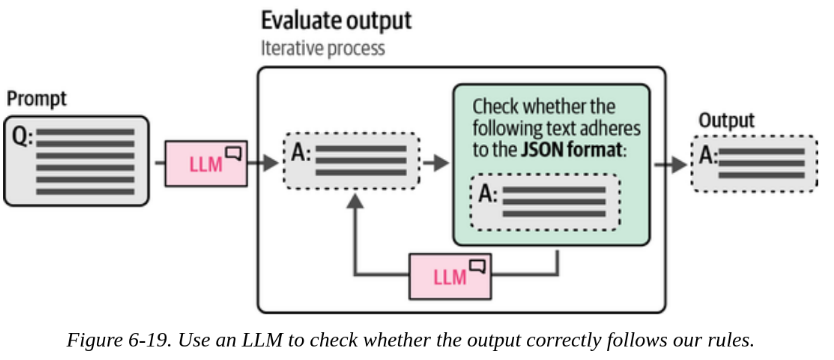 Evaluate output
Iterative process
Prompt
Q:
LLM
A:
Check whether the
following text adheres
to the JSON format:
A:
LLM
Output
A:
Figure 6-19. Use an LLM to check whether the output correctly follows our rules.